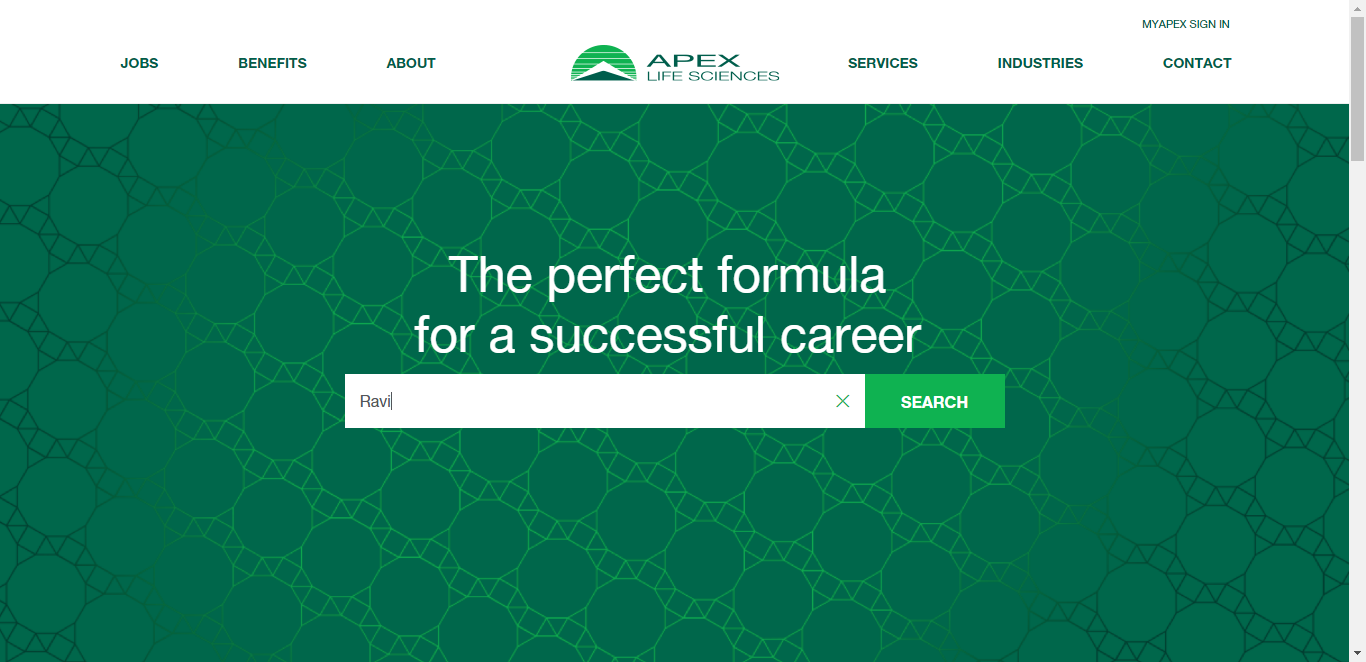 MYAPEX SIGN IN
JOBS
BENEFITS
ABOUT
APEX
LIFE SCIENCES
SERVICES
INDUSTRIES
CONTACT
The perfect formula
for a successful career
Ravi
SEARCH